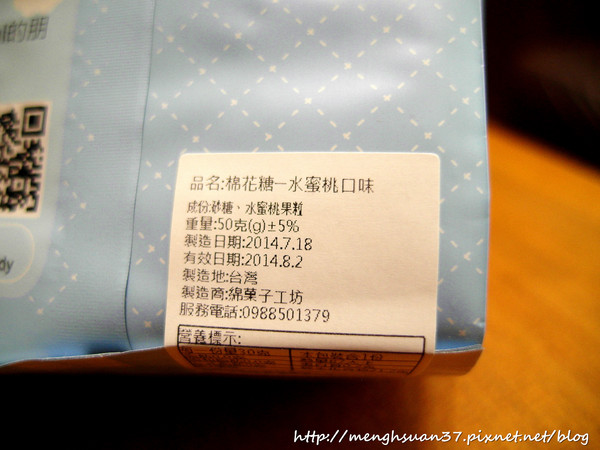 的朋
品名:棉花糖-水蜜桃口味
成份:砂糖、水蜜桃果粒
重量:50克(g)±5%
製造日期:2014.7.18
有效日期:2014.8.2
製造地:台灣
製造商:綿菓子工坊
服務電話:0988501379
營養標示:
dy
http://menghsuan37.pixnet.net/blog